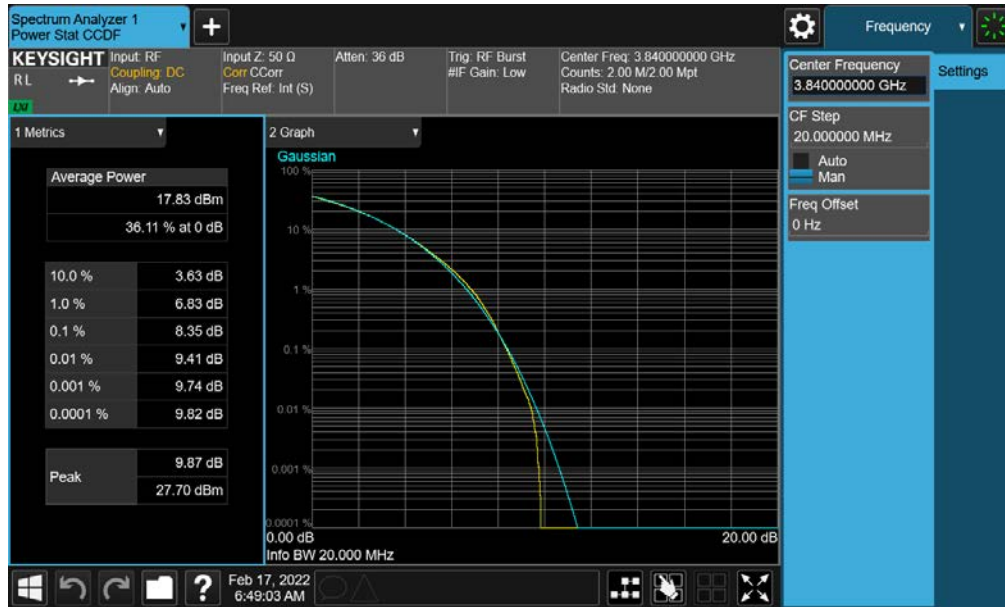 Spectrum Analyzer 1
Power Stat CCDF
Frequency
KEYSIGHT
RL
LXI
Input: RF
Coupling: DC
Align: Auto
Input Z: 50 Ω
Corr CCorr
Freq Ref: Int (S)
Atten: 36 dB
Trig: RF Burst
#IF Gain: Low
Center Freq: 3.840000000 GHz
Counts: 2.00 M/2.00 Mpt
Radio Std: None
Center Frequency
3.840000000 GHz
Settings
CF Step
20.000000 MHz
Auto
Man
Freq Offset
0 Hz
1 Metrics
Average Power
17.83 dBm
36.11 % at 0 dB
10.0 % 3.63 dB
1.0 % 6.83 dB
0.1 % 8.35 dB
0.01 % 9.41 dB
0.001 % 9.74 dB
0.0001 % 9.82 dB
Peak
9.87 dB
27.70 dBm
2 Graph
Gaussian
100 %
10 %
1 %
0.1 %
0.01 %
0.001 %
0.0001 %
0.00 dB 20.00 dB
Info BW 20.000 MHz
?
Feb 17, 2022
6:49:03 AM